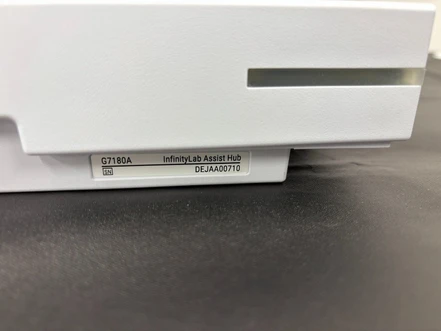 G7180A InfinityLab Assist Hub
SN DEJAA00710